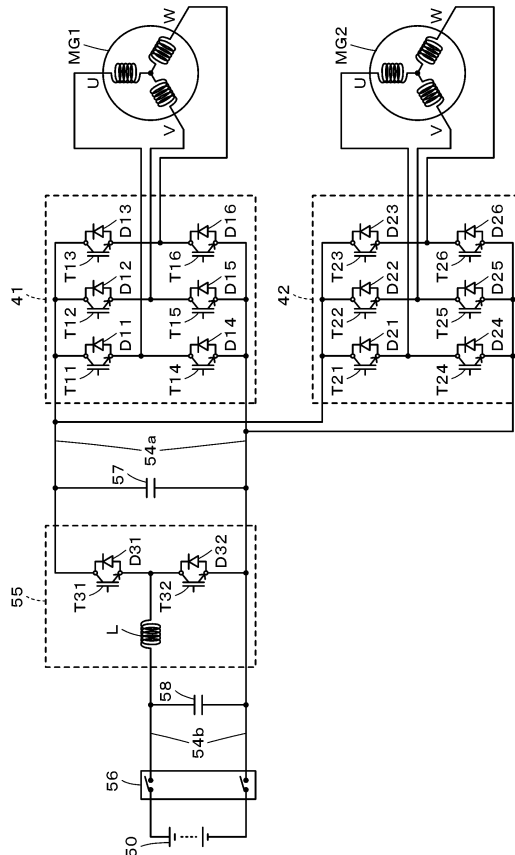 50
56
54b
58
55
L
T31
D31
T32
D32
57
54a
41
T11
D11
T12
D12
T13
D13
T14
D14
T15
D15
T16
D16
MG1
U
V
W
42
T21
D21
T22
D22
T23
D23
T24
D24
T25
D25
T26
D26
MG2
U
V
W